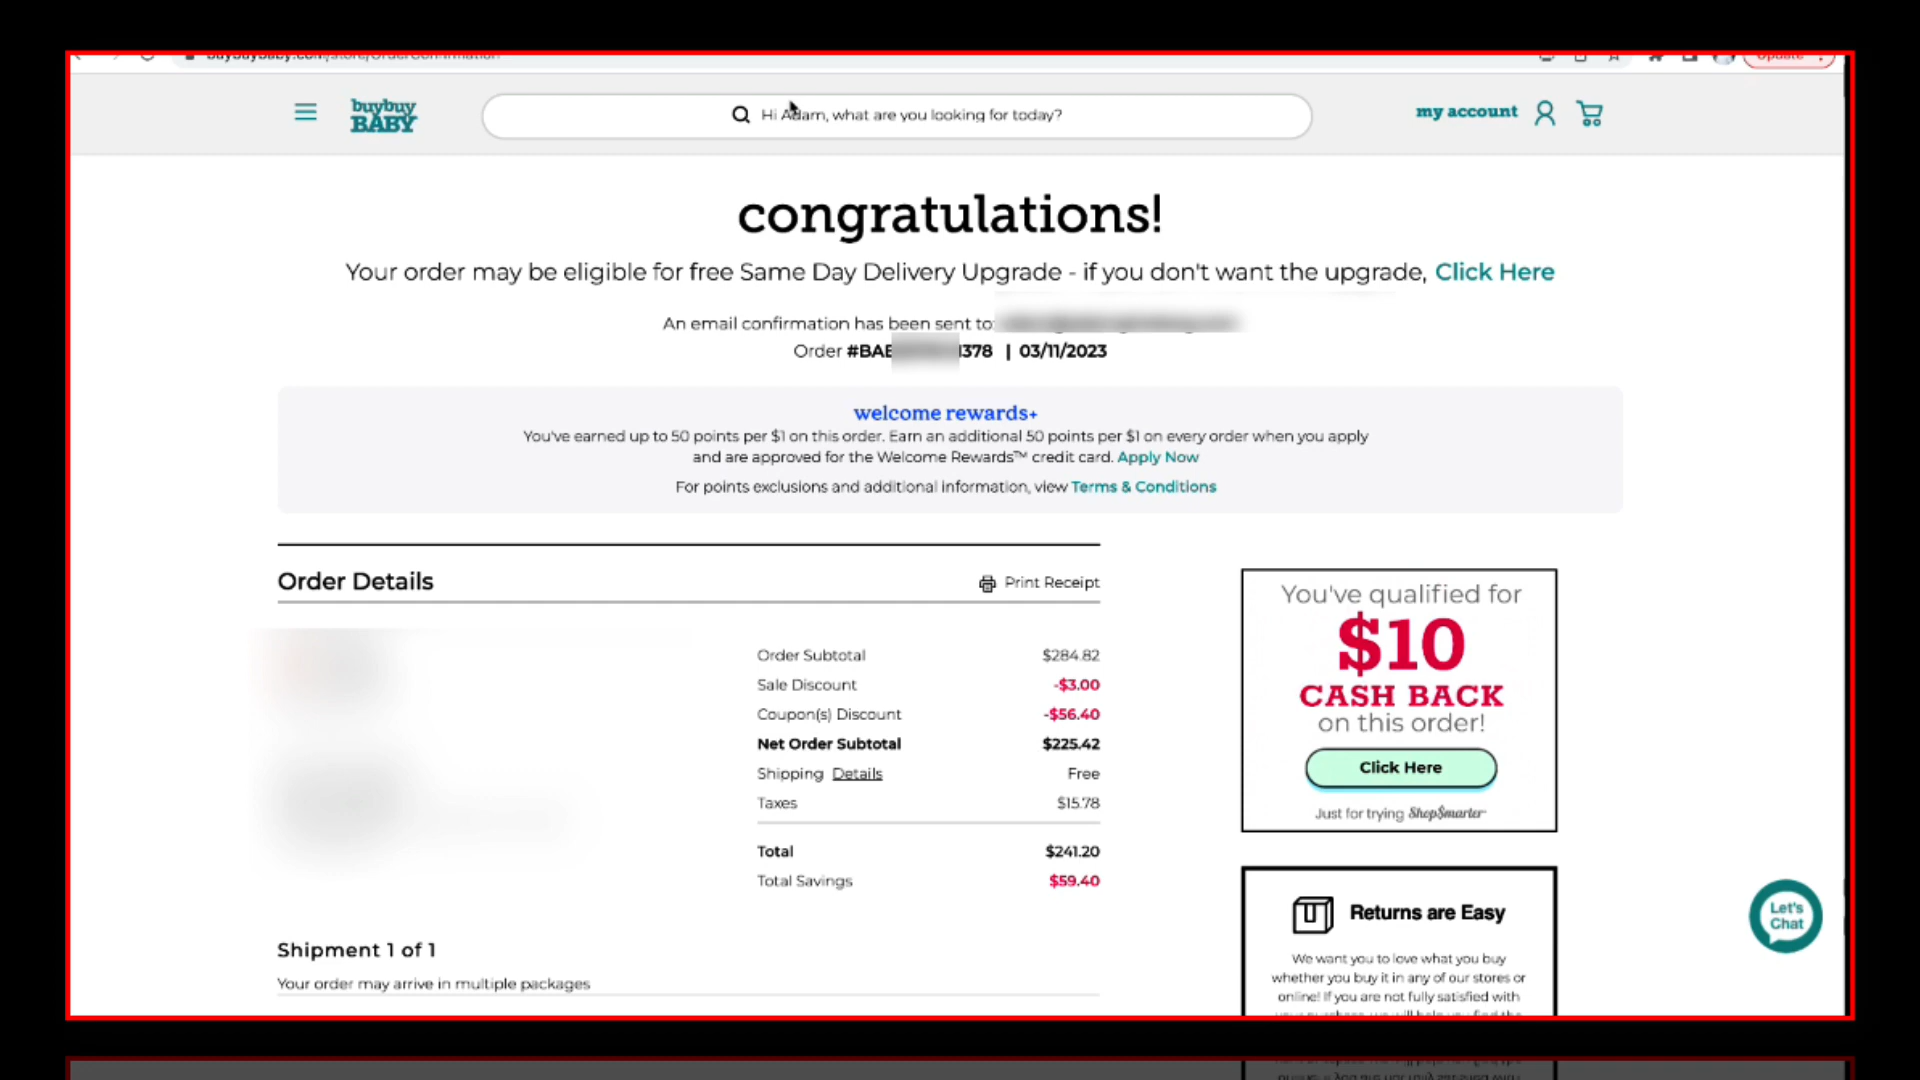 buybuybaby.com/store/OrderConfirmation
Update
buybuy
BABY
Hi Adam, what are you looking for today?
my account
congratulations!
Your order may be eligible for free Same Day Delivery Upgrade - if you don't want the upgrade, Click Here
An email confirmation has been sent to:
Order #BAB 1378 | 03/11/2023
welcome rewards+
You've earned up to 50 points per $1 on this order. Earn an additional 50 points per $1 on every order when you apply
and are approved for the Welcome Rewards™ credit card. Apply Now
For points exclusions and additional information, view Terms & Conditions
Order Details
Print Receipt
Order Subtotal $284.82
Sale Discount -$3.00
Coupon(s) Discount -$56.40
Net Order Subtotal $225.42
Shipping Details Free
Taxes $15.78
Total $241.20
Total Savings $59.40
Shipment 1 of 1
Your order may arrive in multiple packages
You've qualified for
$10
CASH BACK
on this order!
Click Here
Just for trying Shop$marter
Returns are Easy
We want you to love what you buy
whether you buy it in any of our stores or
online! If you are not fully satisfied with
Let's
Chat